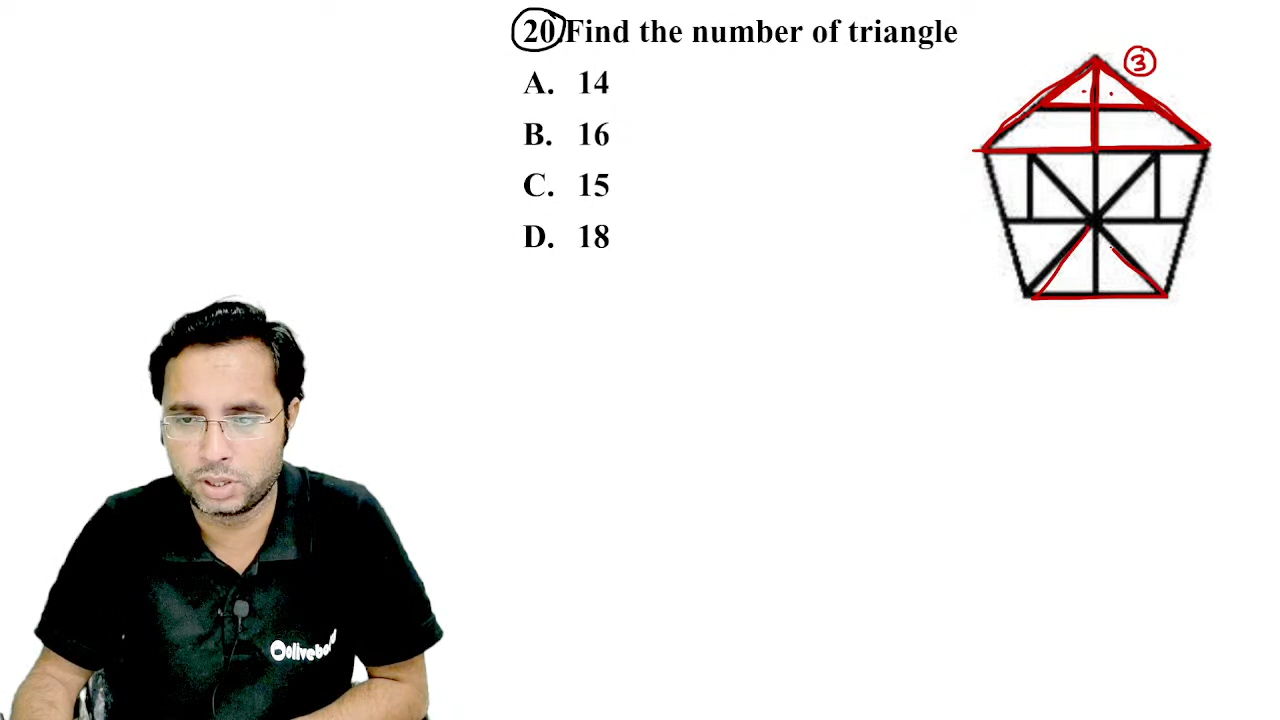 20.Find the number of triangle
A. 14
B. 16
C. 15
D. 18
3